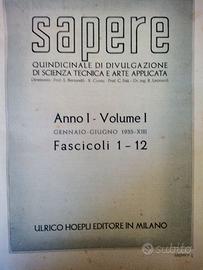 sapere
QUINDICINALE DI DIVULGAZIONE
DI SCIENZA TECNICA E ARTE APPLICATA
Anno I - Volume I
GENNAIO-GIUGNO 1935-XIII
Fascicoli 1 - 12
ULRICO HOEPLI EDITORE IN MILANO
subito